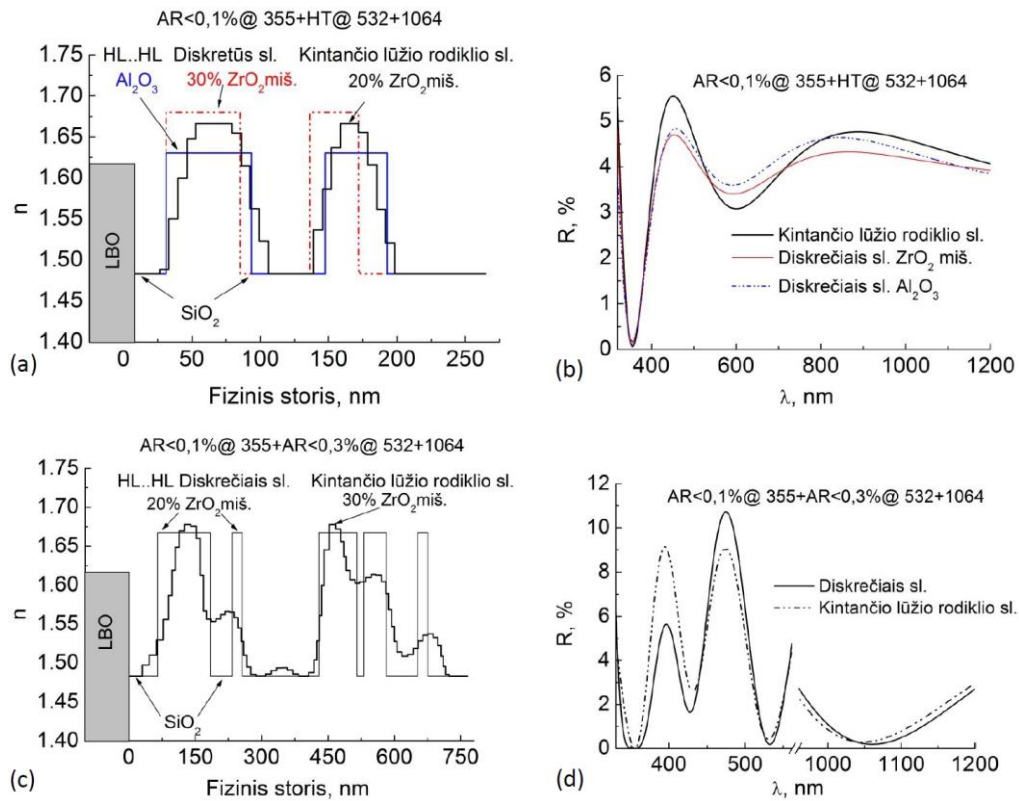 AR<0,1%@ 355+HT@ 532+1064
HL..HL Diskretūs sl. Kintančio lūžio rodiklio sl.
Al2O3 30% ZrO2miš. 20% ZrO2miš.
1.75
1.70
1.65
1.60
1.55
1.50
1.45
1.40
n
LBO
SiO2
0 50 100 150 200 250
Fizinis storis, nm
(a)
AR<0,1%@ 355+HT@ 532+1064
6
5
4
3
2
1
0
R, %
Kintančio lūžio rodiklio sl.
Diskrečiais sl. ZrO2 miš.
Diskrečiais sl. Al2O3
400 600 800 1000 1200
λ, nm
(b)
AR<0,1%@ 355+AR<0,3%@ 532+1064
HL..HL Diskrečiais sl. Kintančio lūžio rodiklio sl.
20% ZrO2miš. 30% ZrO2miš.
1.75
1.70
1.65
1.60
1.55
1.50
1.45
1.40
n
LBO
SiO2
0 150 300 450 600 750
Fizinis storis, nm
(c)
AR<0,1%@ 355+AR<0,3%@ 532+1064
12
10
8
6
4
2
0
R, %
Diskrečiais sl.
Kintančio lūžio rodiklio sl.
400 500 1000 1100 1200
λ, nm
(d)